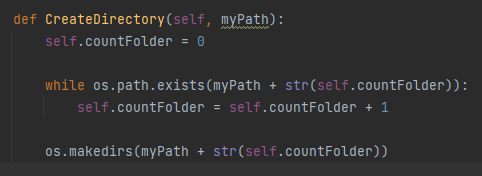 def CreateDirectory(self, myPath):
    self.countFolder = 0
    while os.path.exists(myPath + str(self.countFolder)):
        self.countFolder = self.countFolder + 1
    os.makedirs(myPath + str(self.countFolder))